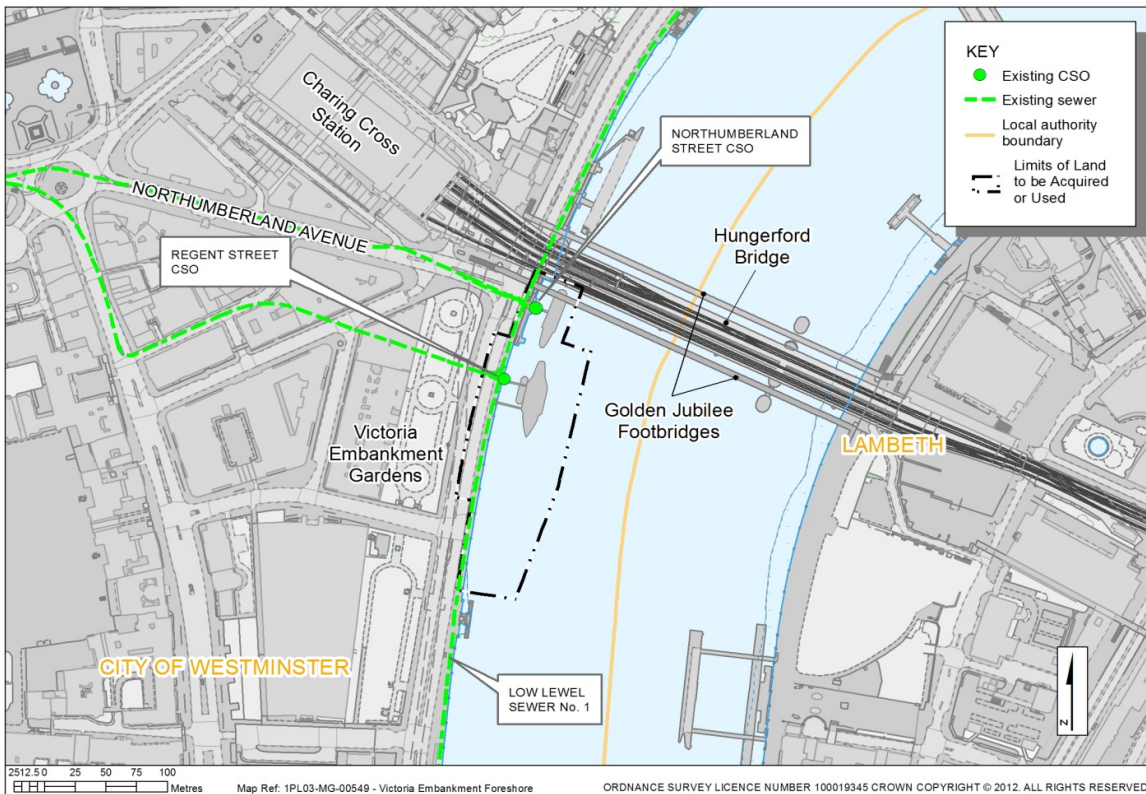 KEY
Existing CSO
Existing sewer
Local authority
boundary
Limits of Land
to be Acquired
or Used
Charing Cross
Station
NORTHUMBERLAND
STREET CSO
NORTHUMBERLAND AVENUE
REGENT STREET
CSO
Hungerford
Bridge
Golden Jubilee
Footbridges
LAMBETH
Victoria
Embankment
Gardens
CITY OF WESTMINSTER
LOW LEWEL
SEWER No. 1
N
2512.5 0 25 50 75 100
Metres
Map Ref: 1PL03-MG-00549 - Victoria Embankment Foreshore
ORDNANCE SURVEY LICENCE NUMBER 100019345 CROWN COPYRIGHT © 2012. ALL RIGHTS RESERVED